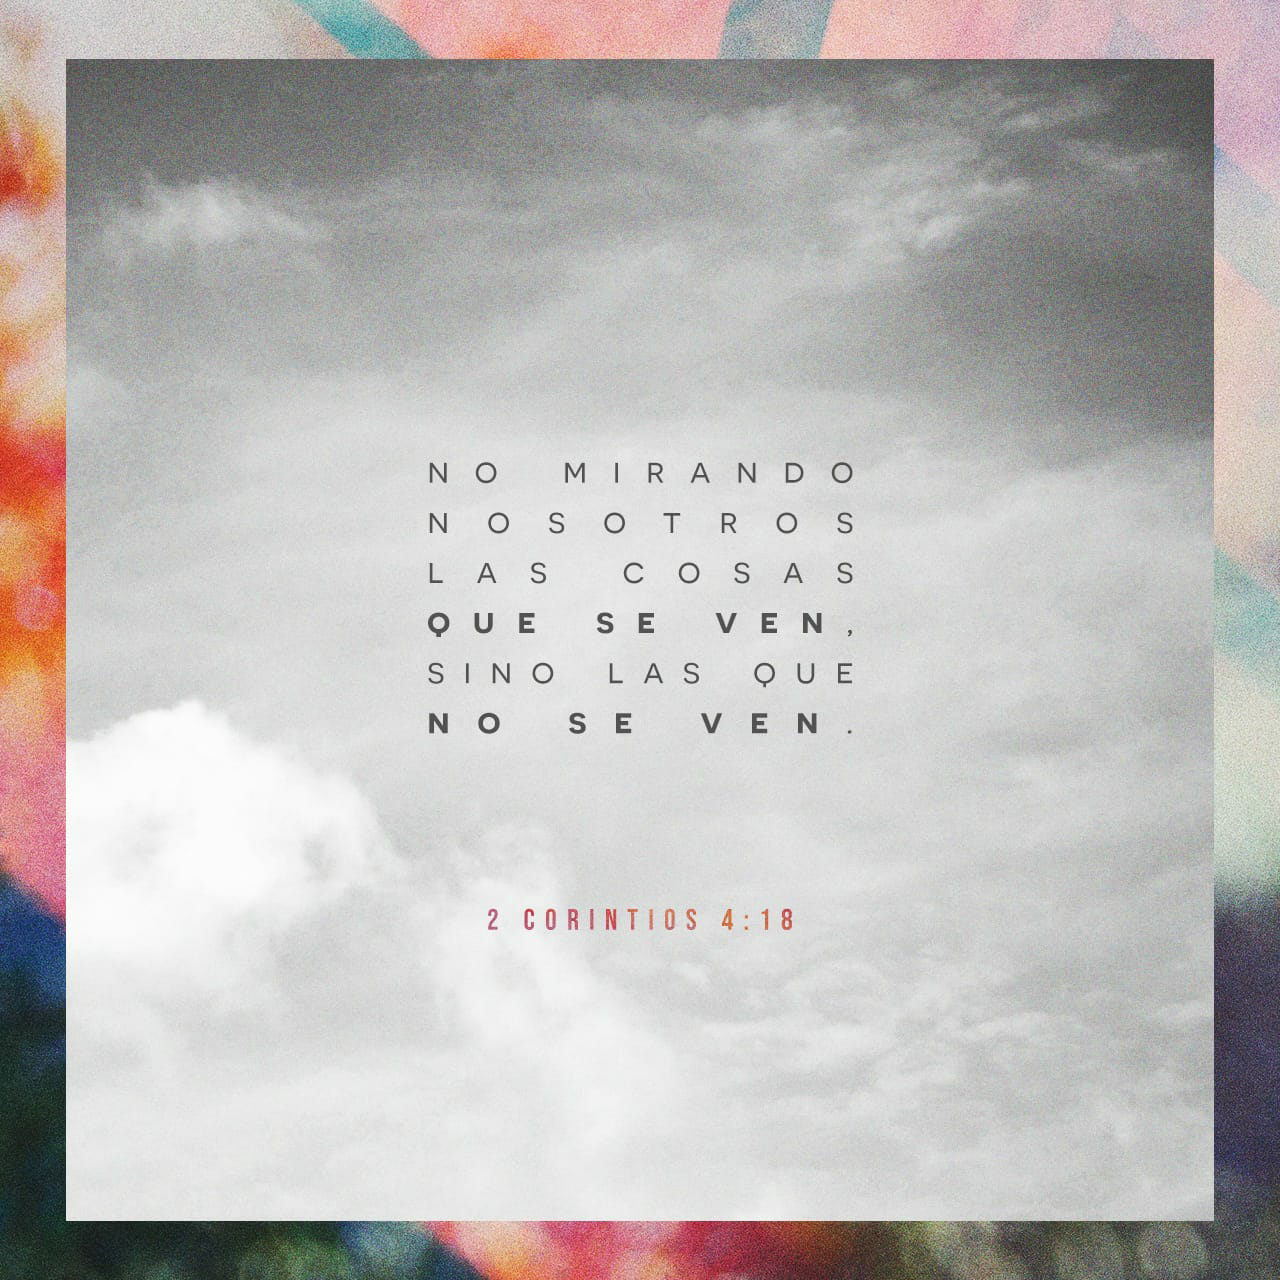 NO MIRANDO
NOSOTROS
LAS COSAS
QUE SE VEN,
SINO LAS QUE
NO SE VEN.
2 CORINTIOS 4:18